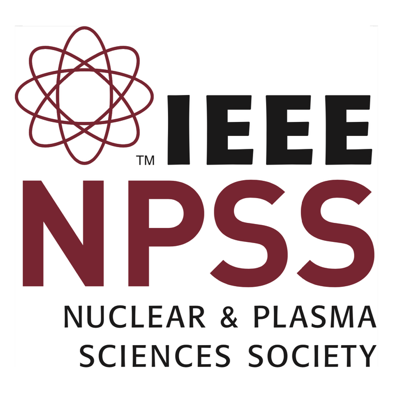 ™ IEEE
NPSS
NUCLEAR & PLASMA
SCIENCES SOCIETY